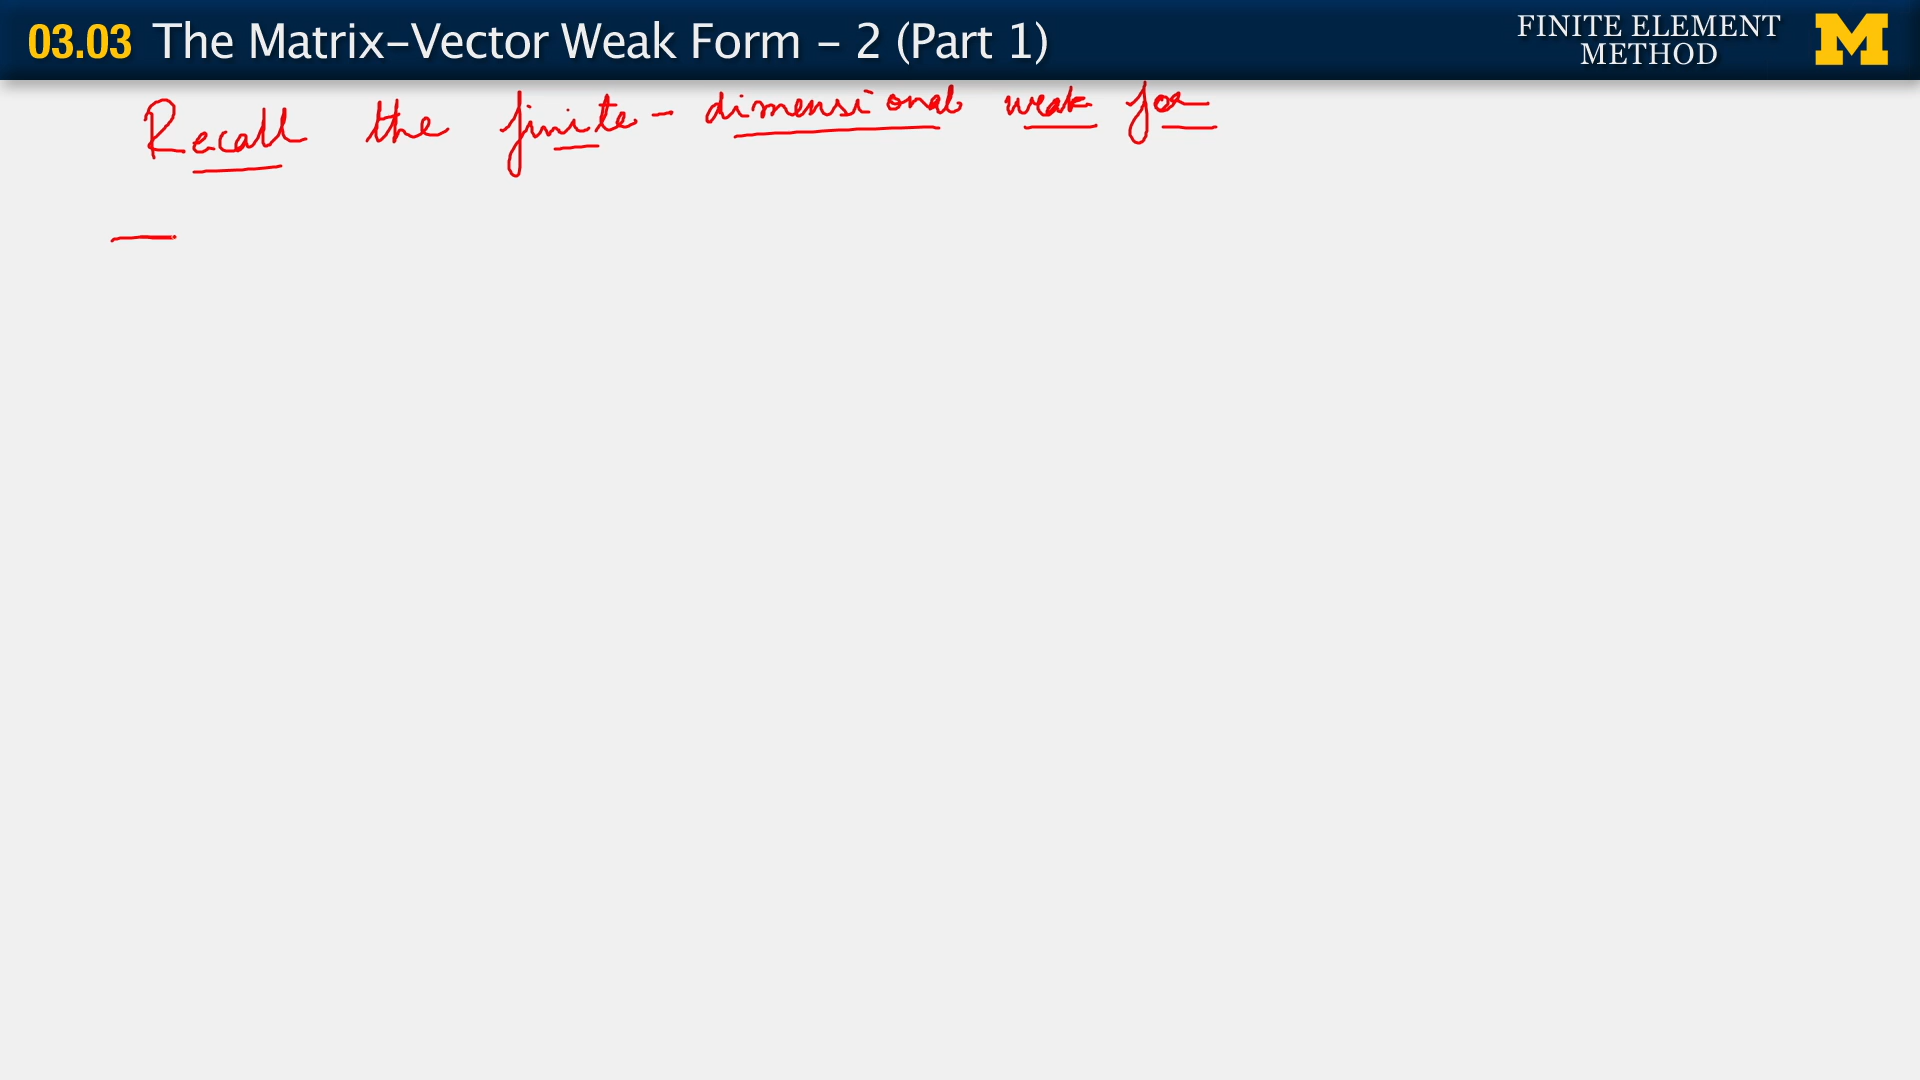 03.03 The Matrix–Vector Weak Form – 2 (Part 1)
FINITE ELEMENT
METHOD
M
Recall the finite-dimensional weak for